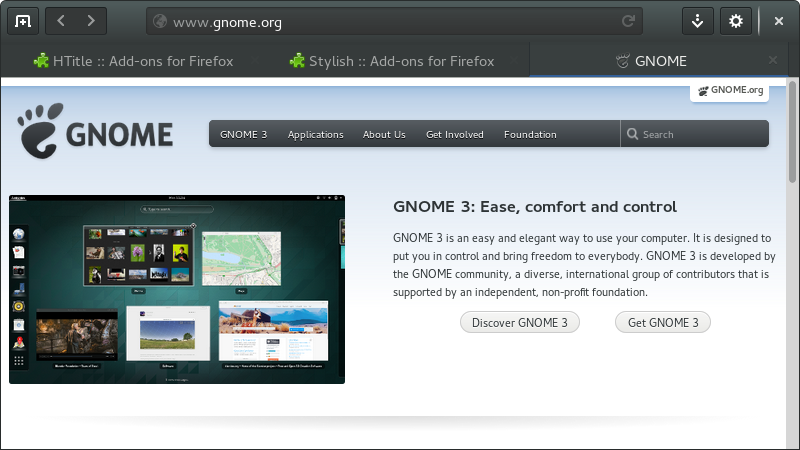 www.gnome.org
HTitle :: Add-ons for Firefox
Stylish :: Add-ons for Firefox
GNOME
GNOME.org
GNOME
GNOME 3 Applications About Us Get Involved Foundation Search
GNOME 3: Ease, comfort and control
GNOME 3 is an easy and elegant way to use your computer. It is designed to
put you in control and bring freedom to everybody. GNOME 3 is developed by
the GNOME community, a diverse, international group of contributors that is
supported by an independent, non-profit foundation.
Discover GNOME 3 Get GNOME 3